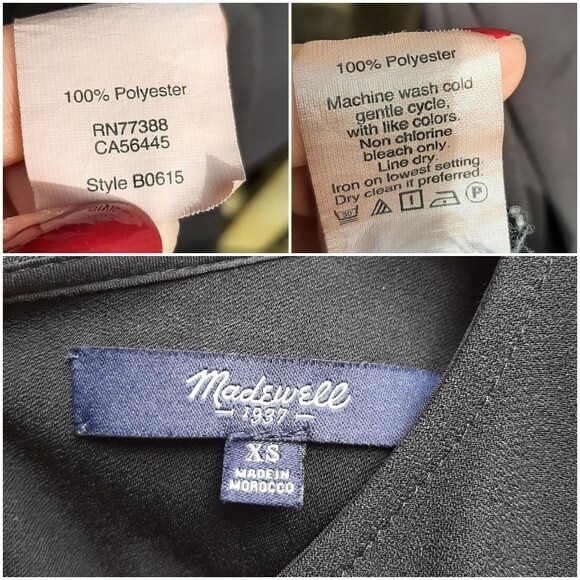 100% Polyester
RN77388
CA56445
Style B0615
100% Polyester
Machine wash cold
gentle cycle,
with like colors.
Non chlorine
bleach only.
Line dry.
Iron on lowest setting.
Dry clean if preferred.
P
Madewell
1937
XS
MADE IN
MOROCCO